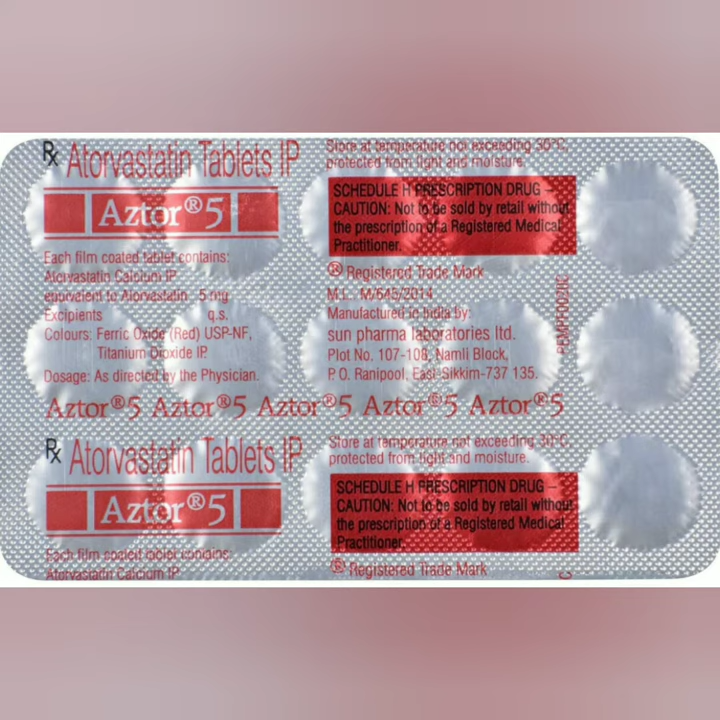 Rx Atorvastatin Tablets IP
Aztor® 5
Each film coated tablet contains:
Atorvastatin Calcium IP
equivalent to Atorvastatin 5 mg
Excipients q.s.
Colours: Ferric Oxide (Red) USP-NF,
Titanium Dioxide IP
Dosage: As directed by the Physician.
Store at temperature not exceeding 30°C,
protected from light and moisture.
SCHEDULE H PRESCRIPTION DRUG –
CAUTION: Not to be sold by retail without
the prescription of a Registered Medical
Practitioner.
® Registered Trade Mark
M.L. M/645/2014
Manufactured in India by:
sun pharma laboratories ltd.
Plot No. 107-108, Namli Block,
P.O. Ranipool, East-Sikkim-737 135.
Aztor® 5 Aztor® 5 Aztor® 5 Aztor® 5 Aztor® 5
Rx Atorvastatin Tablets IP
Aztor® 5
Each film coated tablet contains:
Atorvastatin Calcium IP
Store at temperature not exceeding 30°C,
protected from light and moisture.
SCHEDULE H PRESCRIPTION DRUG –
CAUTION: Not to be sold by retail without
the prescription of a Registered Medical
Practitioner.
® Registered Trade Mark